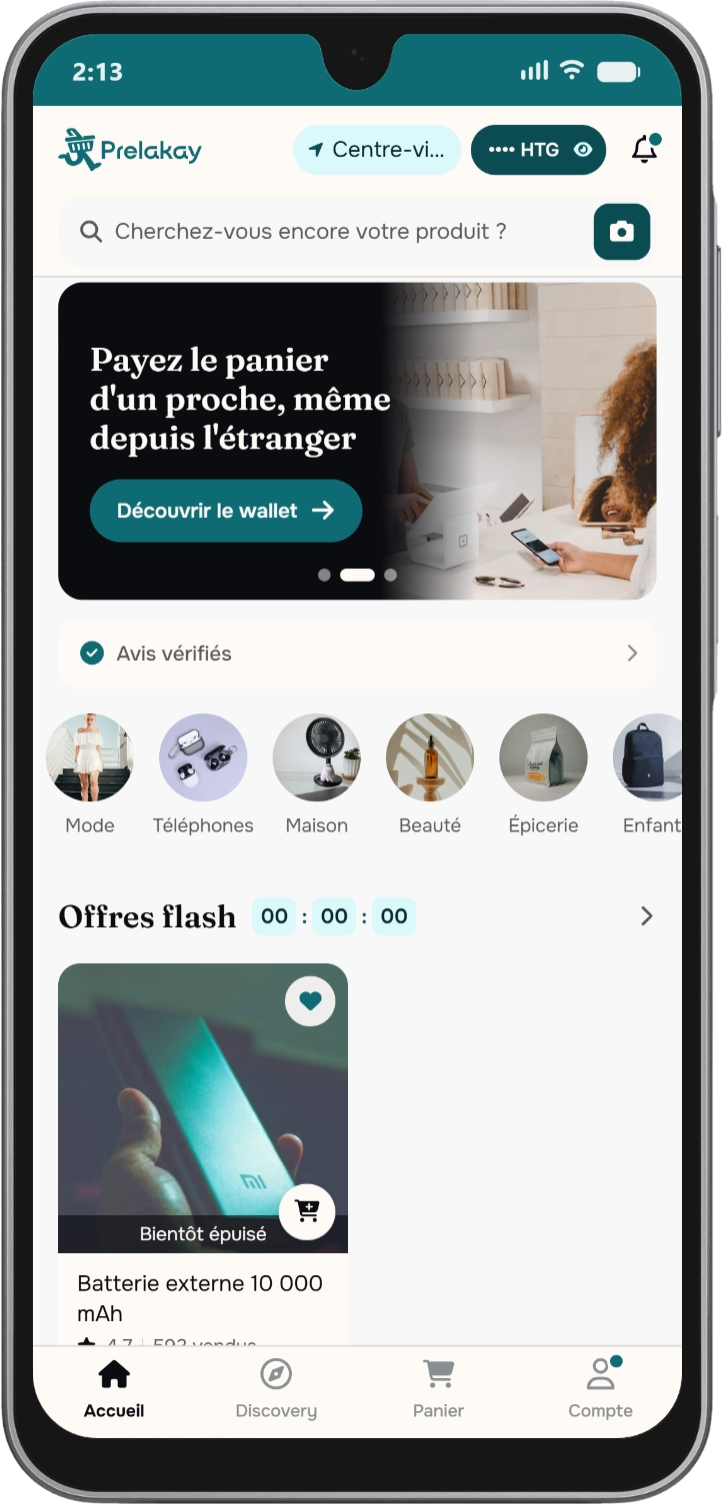 2:13
Prelakay
Centre-vi...
•••• HTG
Cherchez-vous encore votre produit ?
Payez le panier
d'un proche, même
depuis l'étranger
Découvrir le wallet →
Avis vérifiés
Mode
Téléphones
Maison
Beauté
Épicerie
Enfant
Offres flash
00 : 00 : 00
Bientôt épuisé
Batterie externe 10 000
mAh
Accueil
Discovery
Panier
Compte